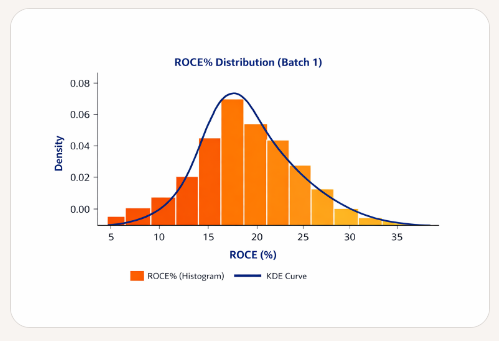 ROCE% Distribution (Batch 1)
0.08
0.06
0.04
0.02
0.00
Density
5 10 15 20 25 30 35
ROCE (%)
ROCE% (Histogram) KDE Curve